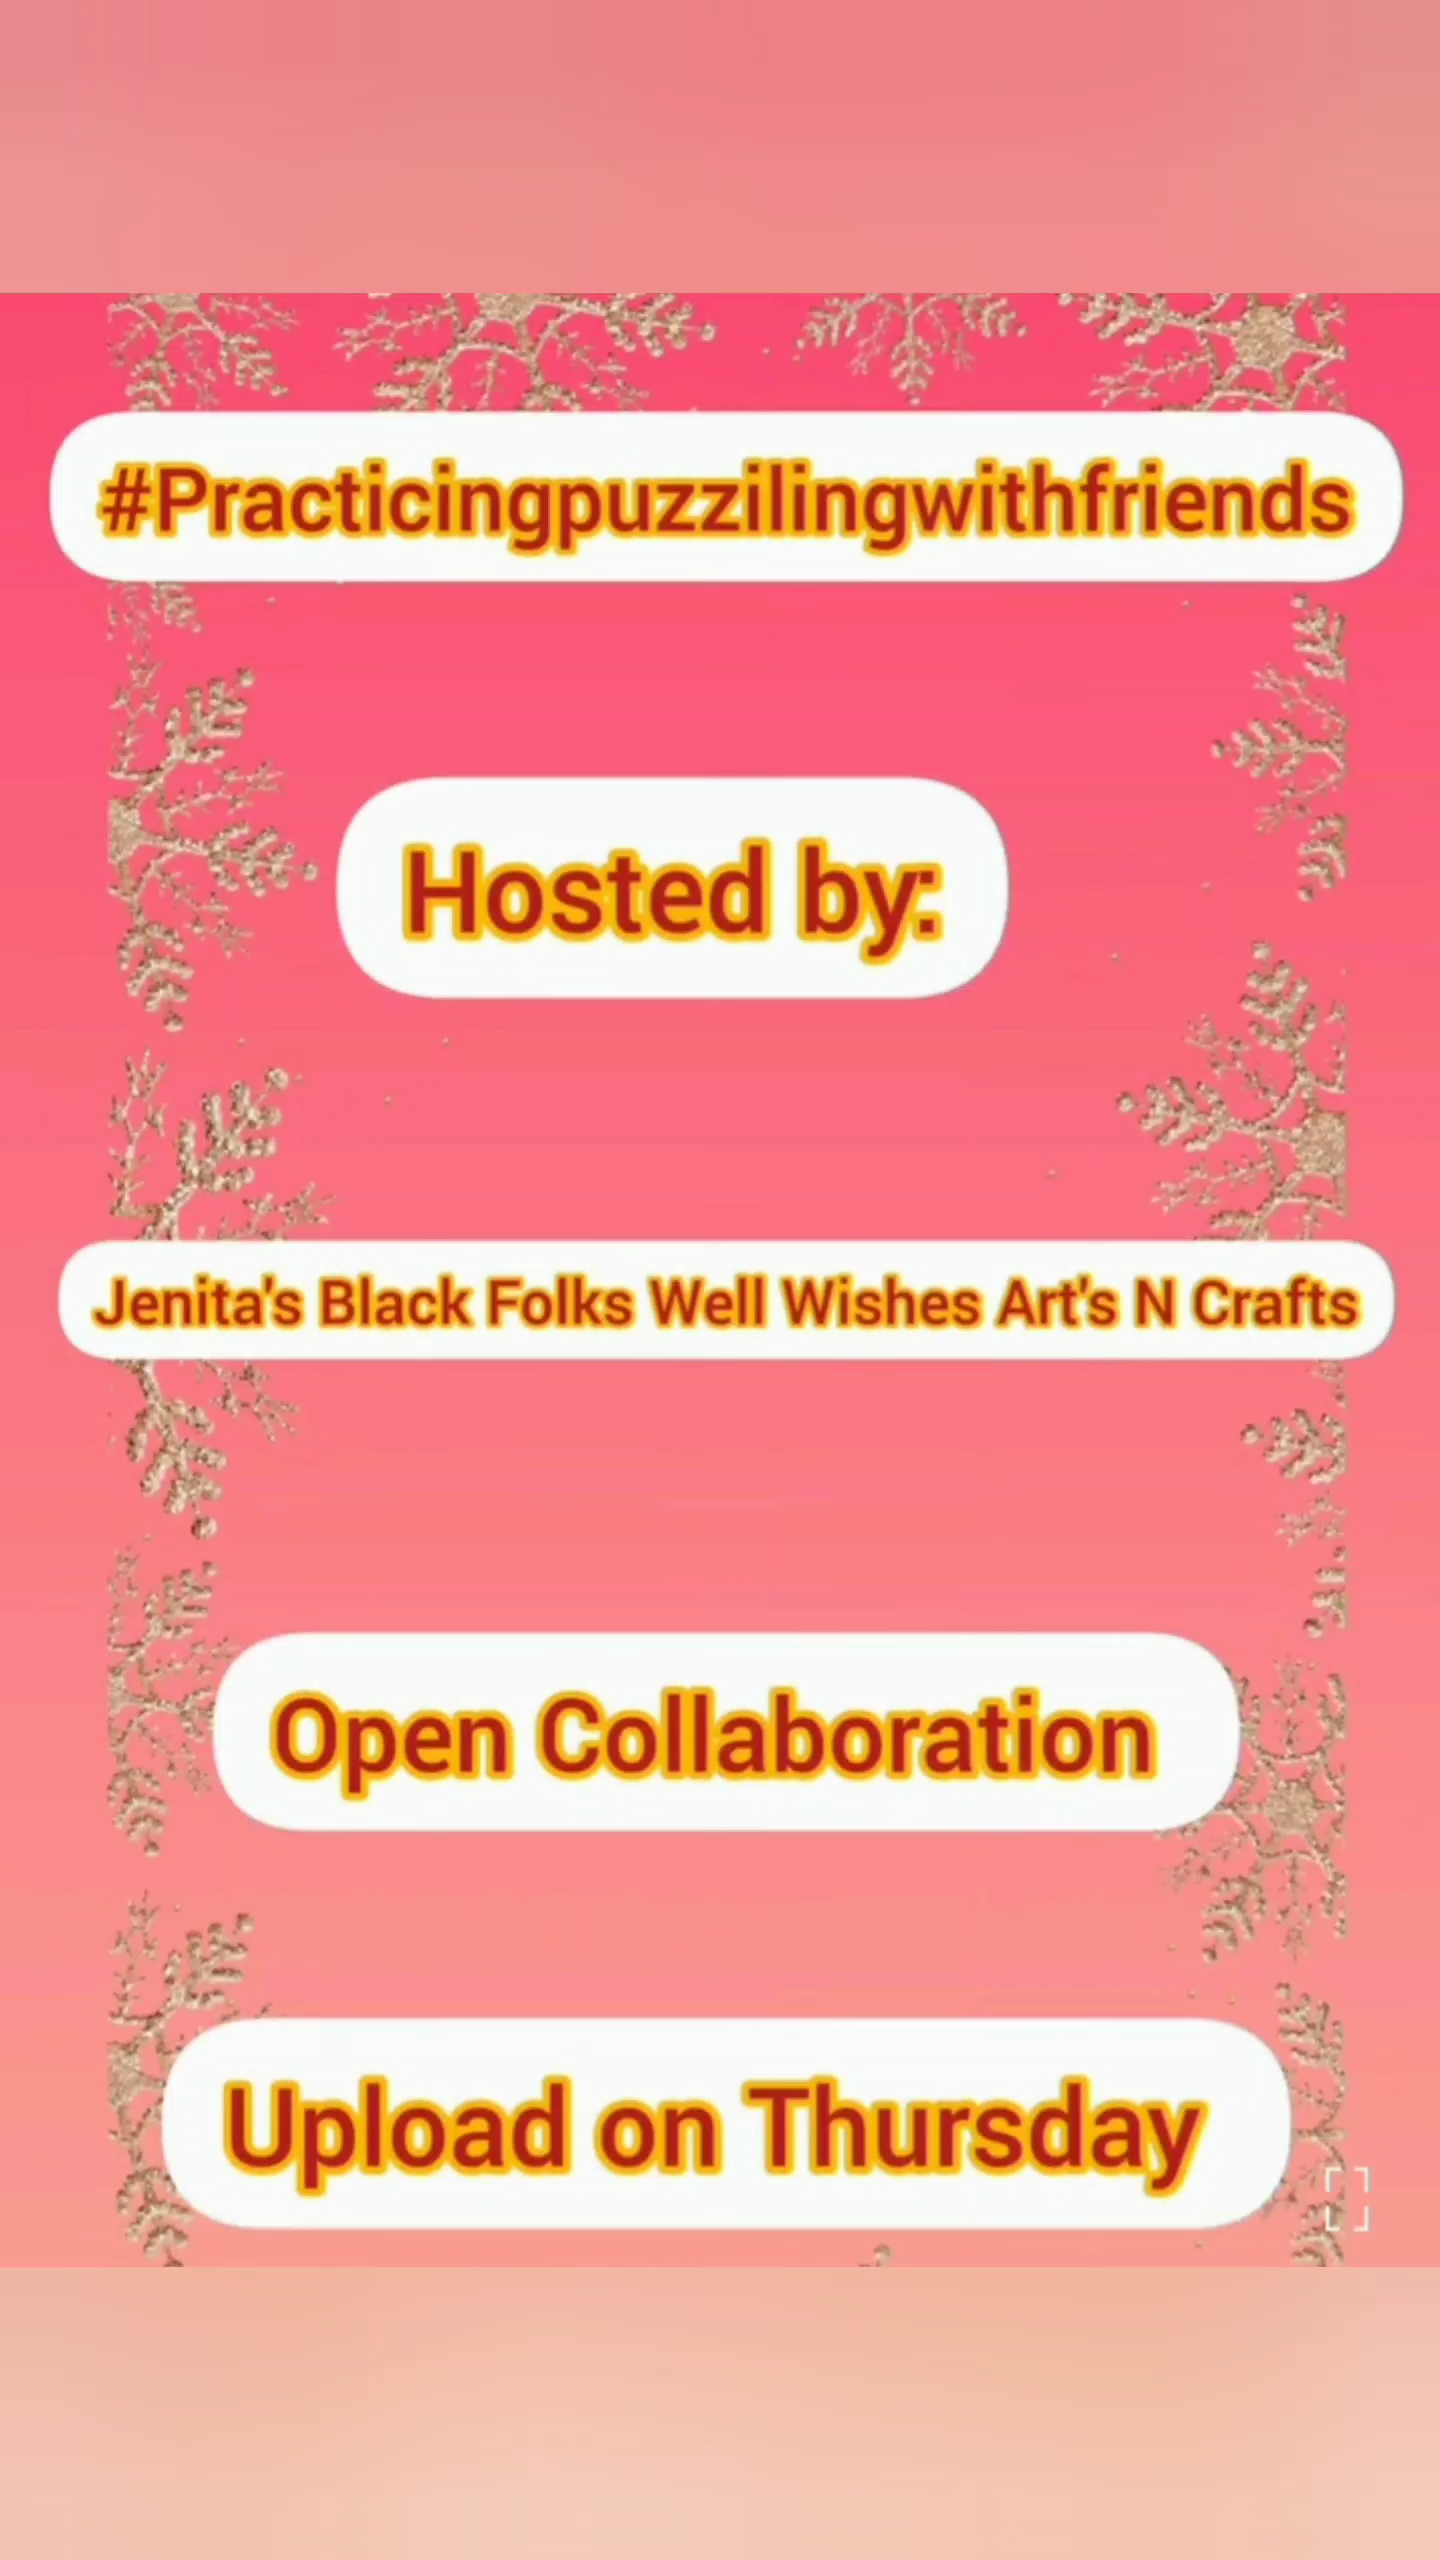 #Practicingpuzzilingwithfriends
Hosted by:
Jenita's Black Folks Well Wishes Art's N Crafts
Open Collaboration
Upload on Thursday